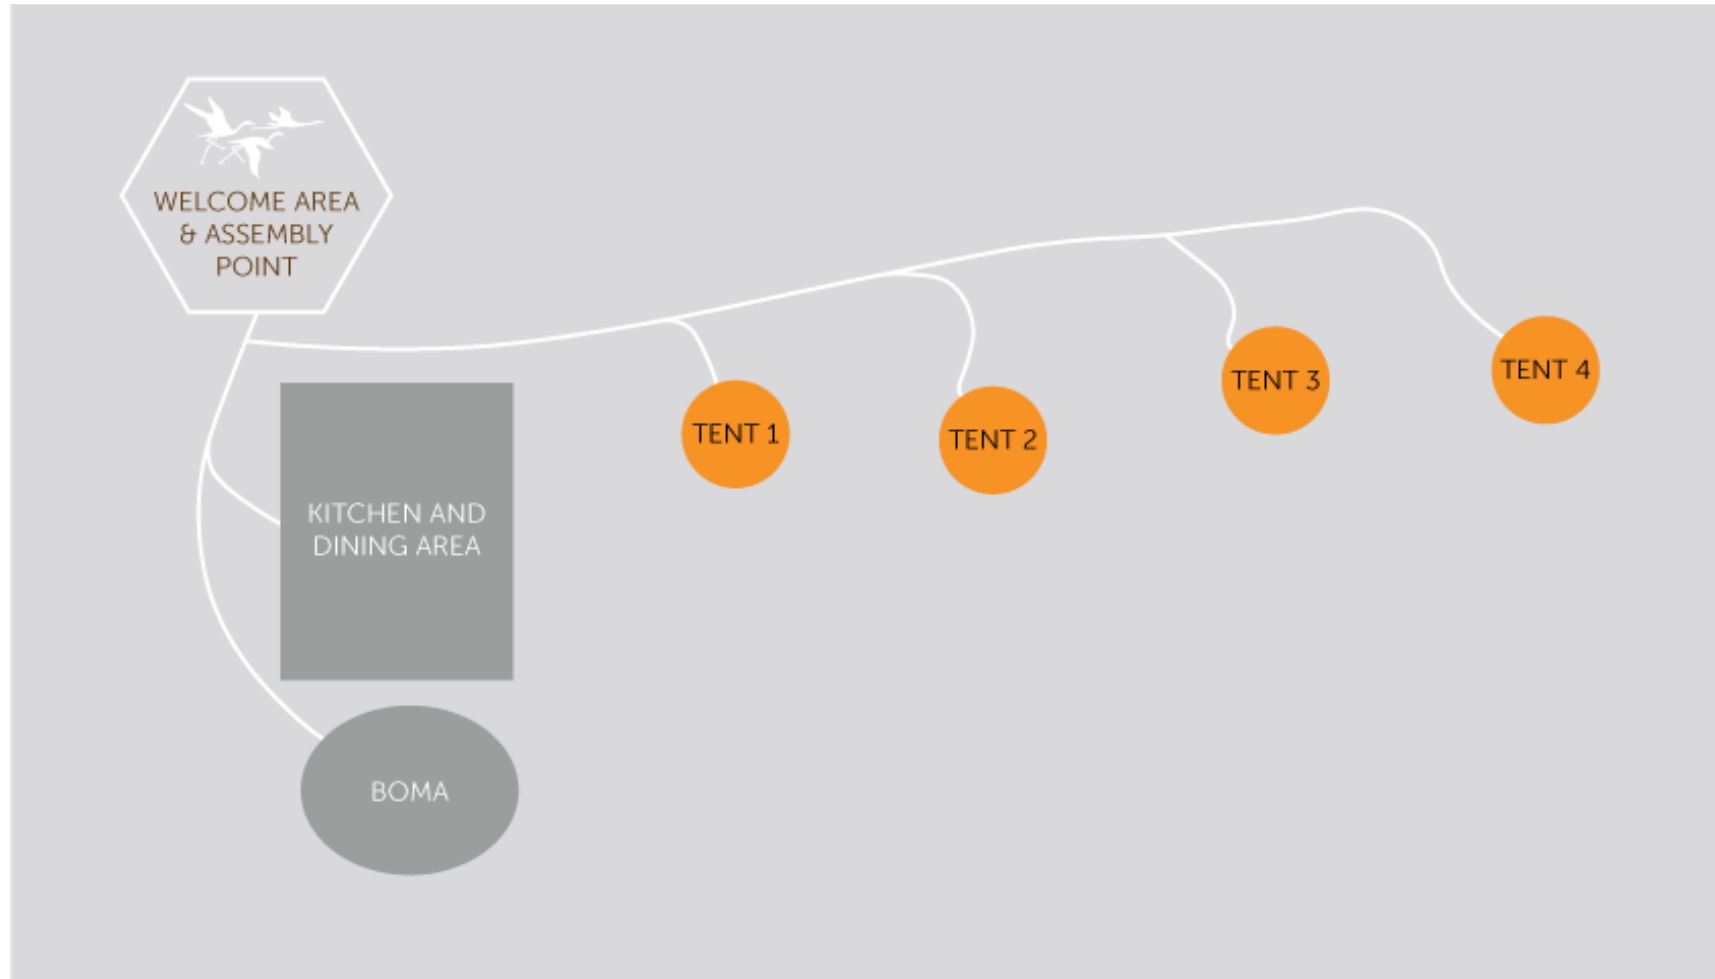 WELCOME AREA
& ASSEMBLY
POINT
TENT 1
TENT 2
TENT 3
TENT 4
KITCHEN AND
DINING AREA
BOMA